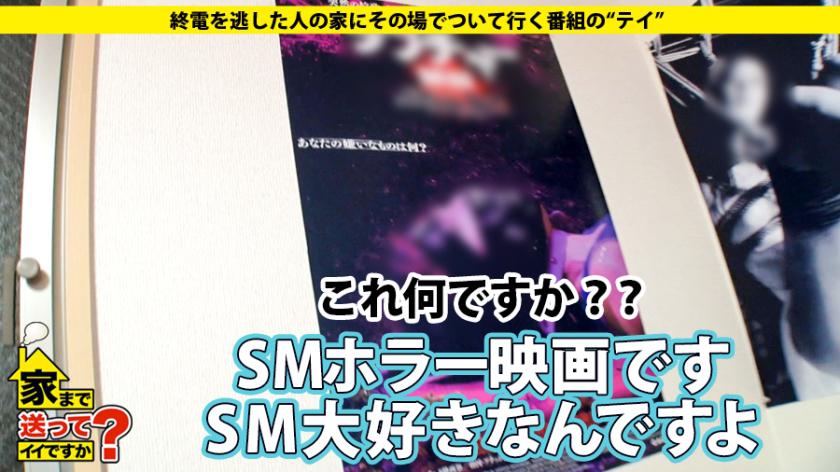 終電を逃した人の家にその場でついて行く番組の“テイ”
あなたの嫌いなものは何？
これ何ですか？？
SMホラー映画です
SM大好きなんですよ
家まで
送って
イイですか
?